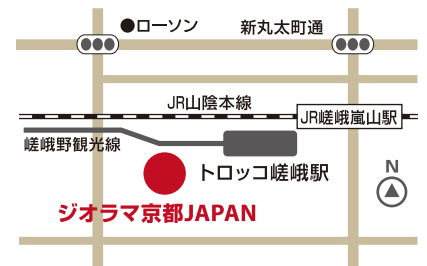 ●ローソン
新丸太町通
JR山陰本線
JR嵯峨嵐山駅
嵯峨野観光線
トロッコ嵯峨駅
N
ジオラマ京都JAPAN